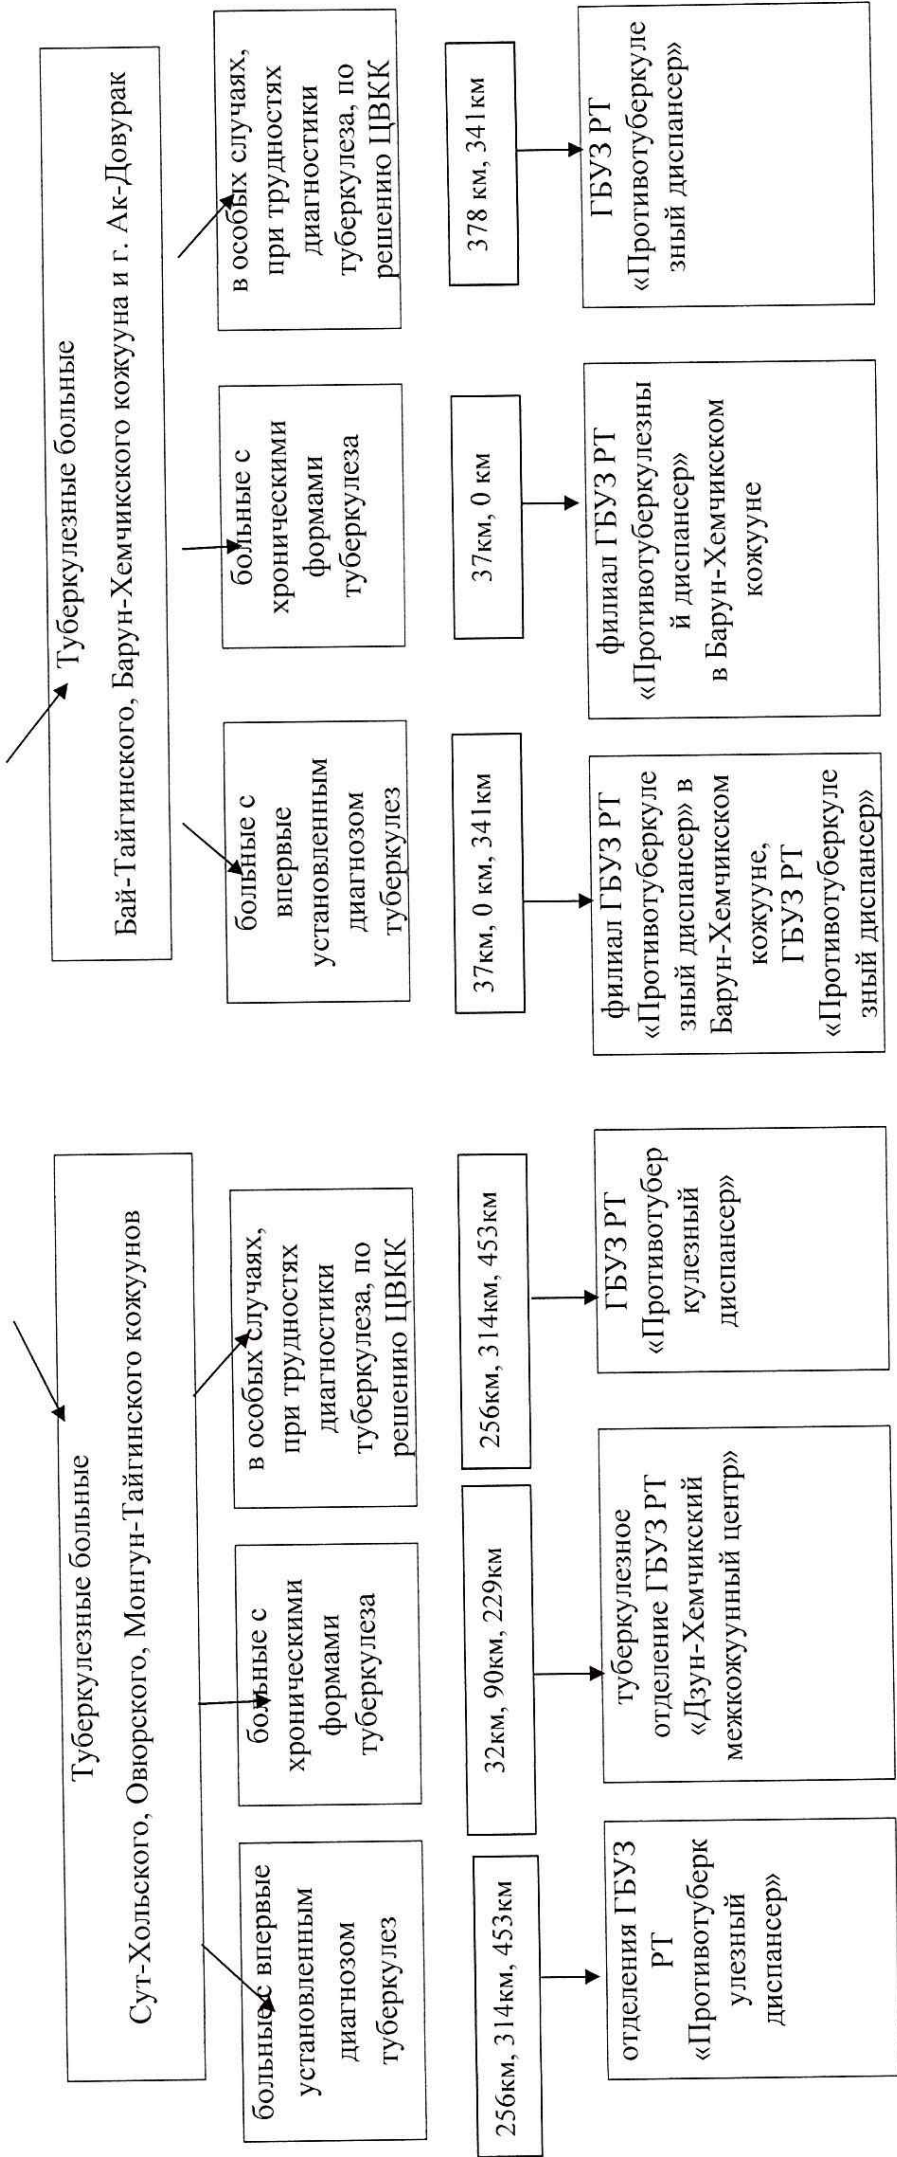 Туберкулезные больные
Сут-Хольского, Овюрского, Монгун-Тайгинского кожуунов
больные с впервые
установленным
диагнозом
туберкулез
больные с
хроническими
формами
туберкулеза
в особых случаях,
при трудностях
диагностики
туберкулеза, по
решению ЦВКК
256км, 314км, 453км
32км, 90км, 229км
256км, 314км, 453км
отделения ГБУЗ
РТ
«Противотуберк
улезный
диспансер»
туберкулезное
отделение ГБУЗ РТ
«Дзун-Хемчикский
межкожуунный центр»
ГБУЗ РТ
«Противотубер
кулезный
диспансер»
Туберкулезные больные
Бай-Тайгинского, Барун-Хемчикского кожууна и г. Ак-Довурак
больные с
впервые
установленным
диагнозом
туберкулез
больные с
хроническими
формами
туберкулеза
в особых случаях,
при трудностях
диагностики
туберкулеза, по
решению ЦВКК
37км, 0 км, 341км
37км, 0 км
378 км, 341км
филиал ГБУЗ РТ
«Противотуберкуле
зный диспансер» в
Барун-Хемчикском
кожууне,
ГБУЗ РТ
«Противотуберкуле
зный диспансер»
филиал ГБУЗ РТ
«Противотуберкулезны
й диспансер»
в Барун-Хемчикском
кожууне
ГБУЗ РТ
«Противотуберкуле
зный диспансер»